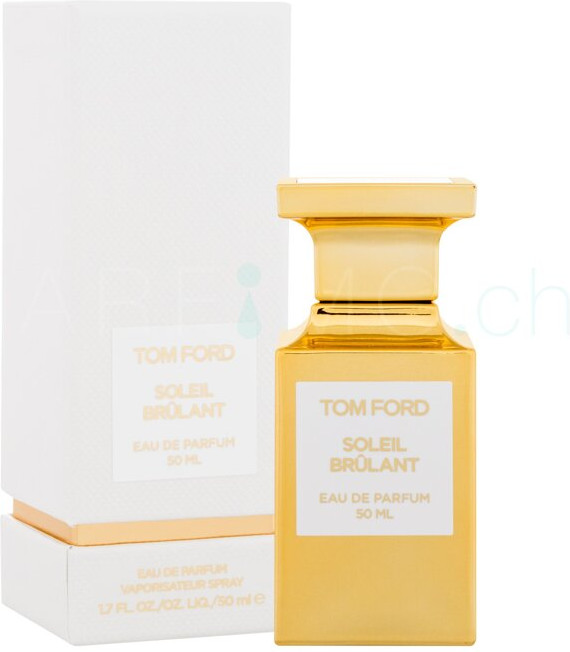 TOM FORD
SOLEIL
BRÛLANT
EAU DE PARFUM
50 ML
EAU DE PARFUM
VAPORISATEUR SPRAY
1.7 FL. OZ./OZ. LIQ./50 ml e
TOM FORD
SOLEIL
BRÛLANT
EAU DE PARFUM
50 ML